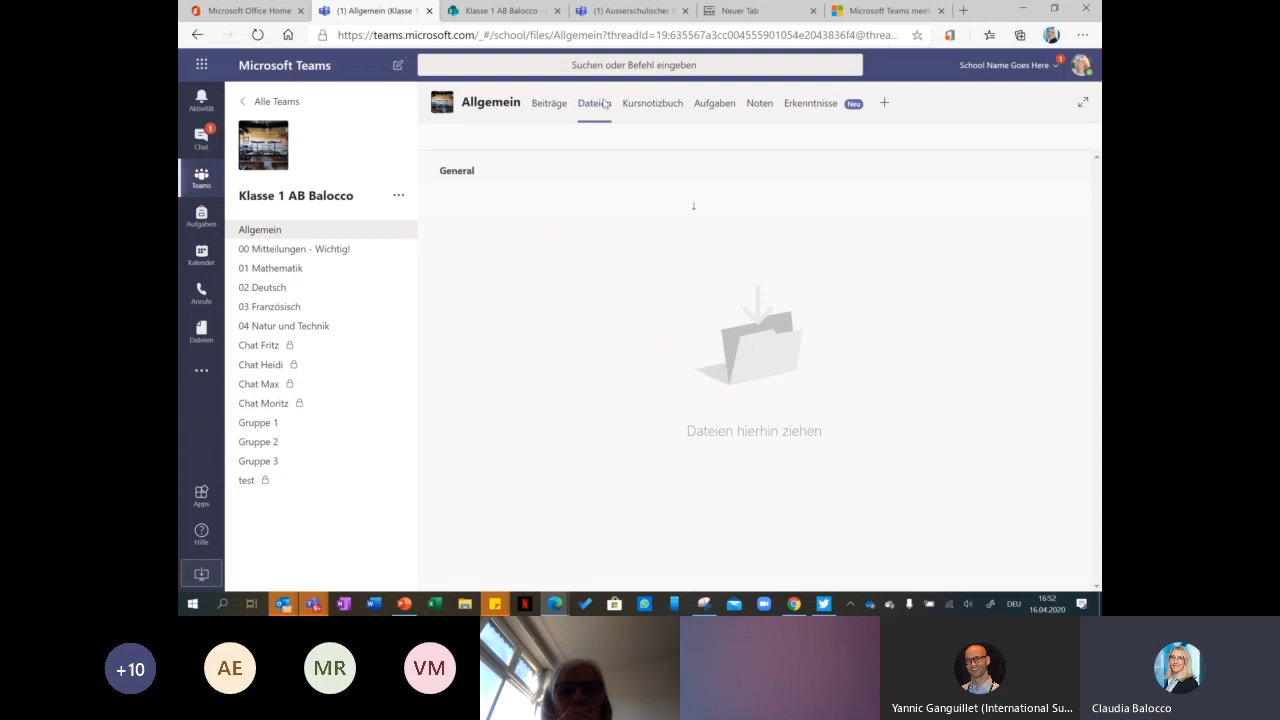 Microsoft Office Home
(1) Allgemein (Klasse 1
Klasse 1 AB Balocco
(1) Ausserschulischer
Neuer Tab
Microsoft Teams
https://teams.microsoft.com/_#/school/files/Allgemein?threadId=19:635567a3cc004555901054e2043836f4@threa...
Microsoft Teams
Suchen oder Befehl eingeben
School Name Goes Here
1
Alle Teams
Allgemein
Beiträge
Dateien
Kursnotizbuch
Aufgaben
Noten
Erkenntnisse
Neu
Aktivität
Chat
1
Teams
Aufgaben
Kalender
Anrufe
Dateien
Apps
Hilfe
Klasse 1 AB Balocco
Allgemein
00 Mitteilungen - Wichtig!
01 Mathematik
02 Deutsch
03 Französisch
04 Natur und Technik
Chat Fritz
Chat Heidi
Chat Max
Chat Moritz
Gruppe 1
Gruppe 2
Gruppe 3
test
General
Dateien hierhin ziehen
DEU
16:52
16.04.2020
+10
AE
MR
VM
Yannic Ganguillet (International Su...
Claudia Balocco